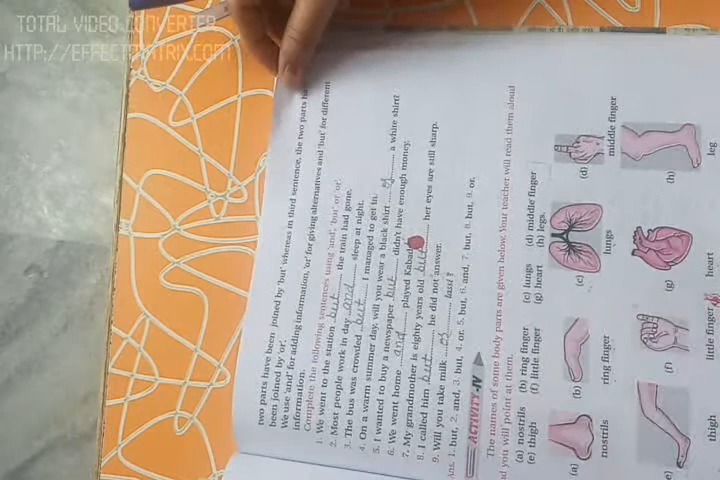 TOTAL VIDEO CONVERTER
HTTP://EFFECTMATRIX.COM
two parts have been joined by 'but' whereas in third sentence, the two parts
been joined by 'or'.
We use 'and' for adding information, 'or' for giving alternatives and 'but' for different
information.
Complete the following sentences using 'and', 'but' or 'or'.
1. We went to the station but the train had gone.
2. Most people work in day and sleep at night.
3. The bus was crowded but I managed to get in.
4. On a warm summer day, will you wear a black shirt or a white shirt?
5. I wanted to buy a newspaper but didn't have enough money.
6. We went home and played
7. My grandmother is eighty years old but her eyes are still sharp.
8. I called him but he did not answer.
9. Will you take milk or lassi?
Ans. 1. but, 2. and, 3. but, 4. or, 5. but, 6. and, 7. but, 8. but, 9. or.
ACTIVITY-IV
The names of some body parts are given below. Your teacher will read them aloud
you will point at them.
(a) nostrils (b) ring finger (c) lungs (d) middle finger
(e) thigh (f) little finger (g) heart (h) legs.
(a) (b) (c) (d)
nostrils ring finger lungs middle finger
(f) (g) (h)
thigh little finger heart leg